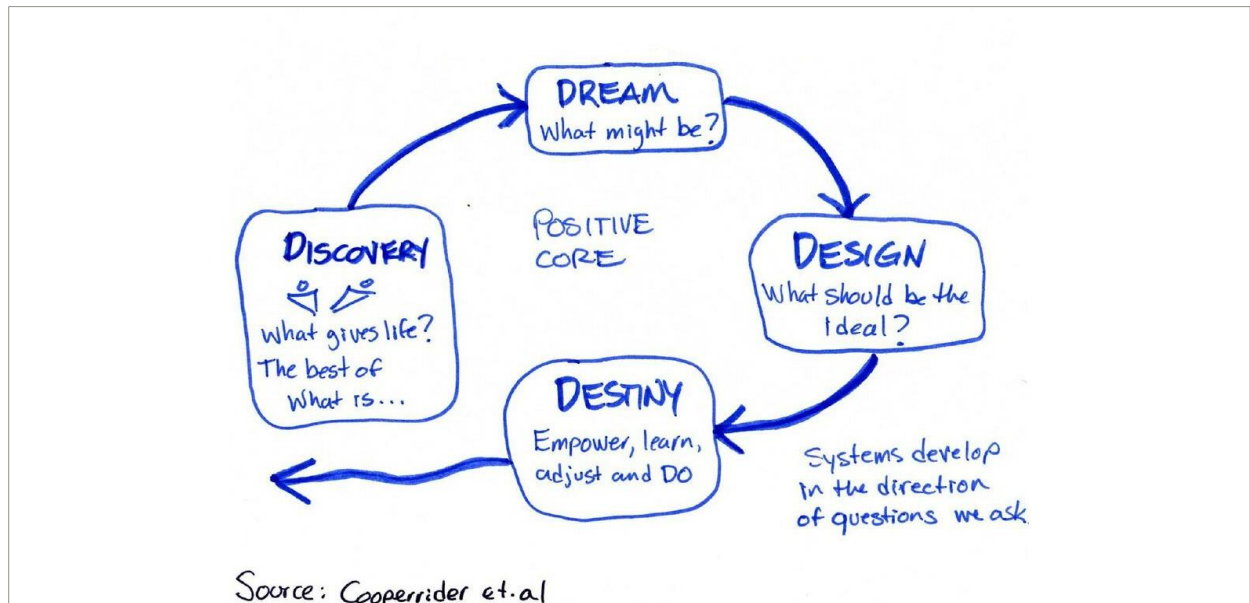 DREAM
What might be?
DISCOVERY
What gives life?
The best of
what is...
POSITIVE
CORE
DESIGN
What should be the
Ideal?
DESTINY
Empower, learn,
adjust and DO
Systems develop
in the direction
of questions we ask
Source: Cooperrider et.al